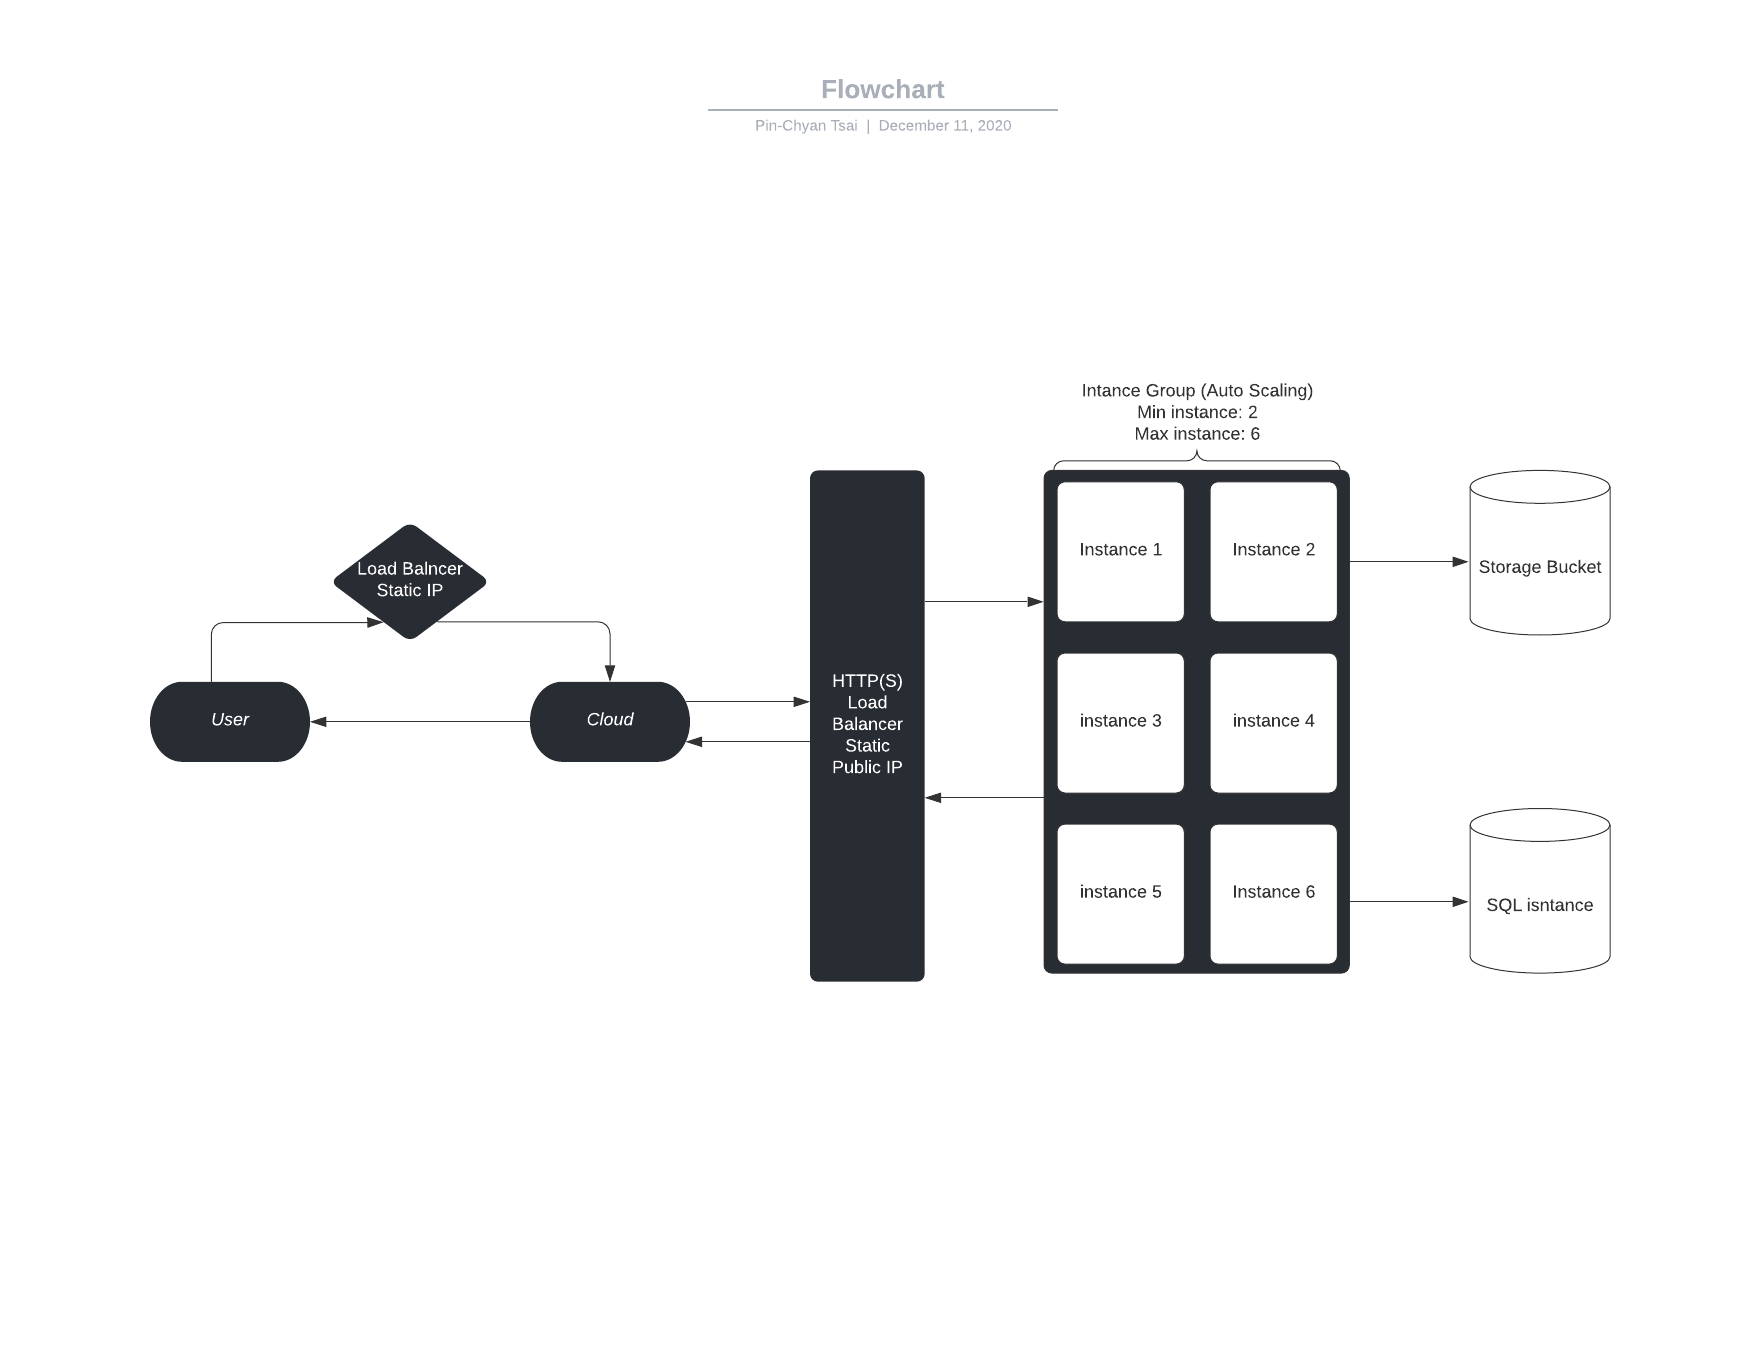 Flowchart
Pin-Chyan Tsai | December 11, 2020
Intance Group (Auto Scaling)
Min instance: 2
Max instance: 6
Load Balncer
Static IP
User
Cloud
HTTP(S)
Load
Balancer
Static
Public IP
Instance 1
Instance 2
instance 3
instance 4
instance 5
Instance 6
Storage Bucket
SQL isntance